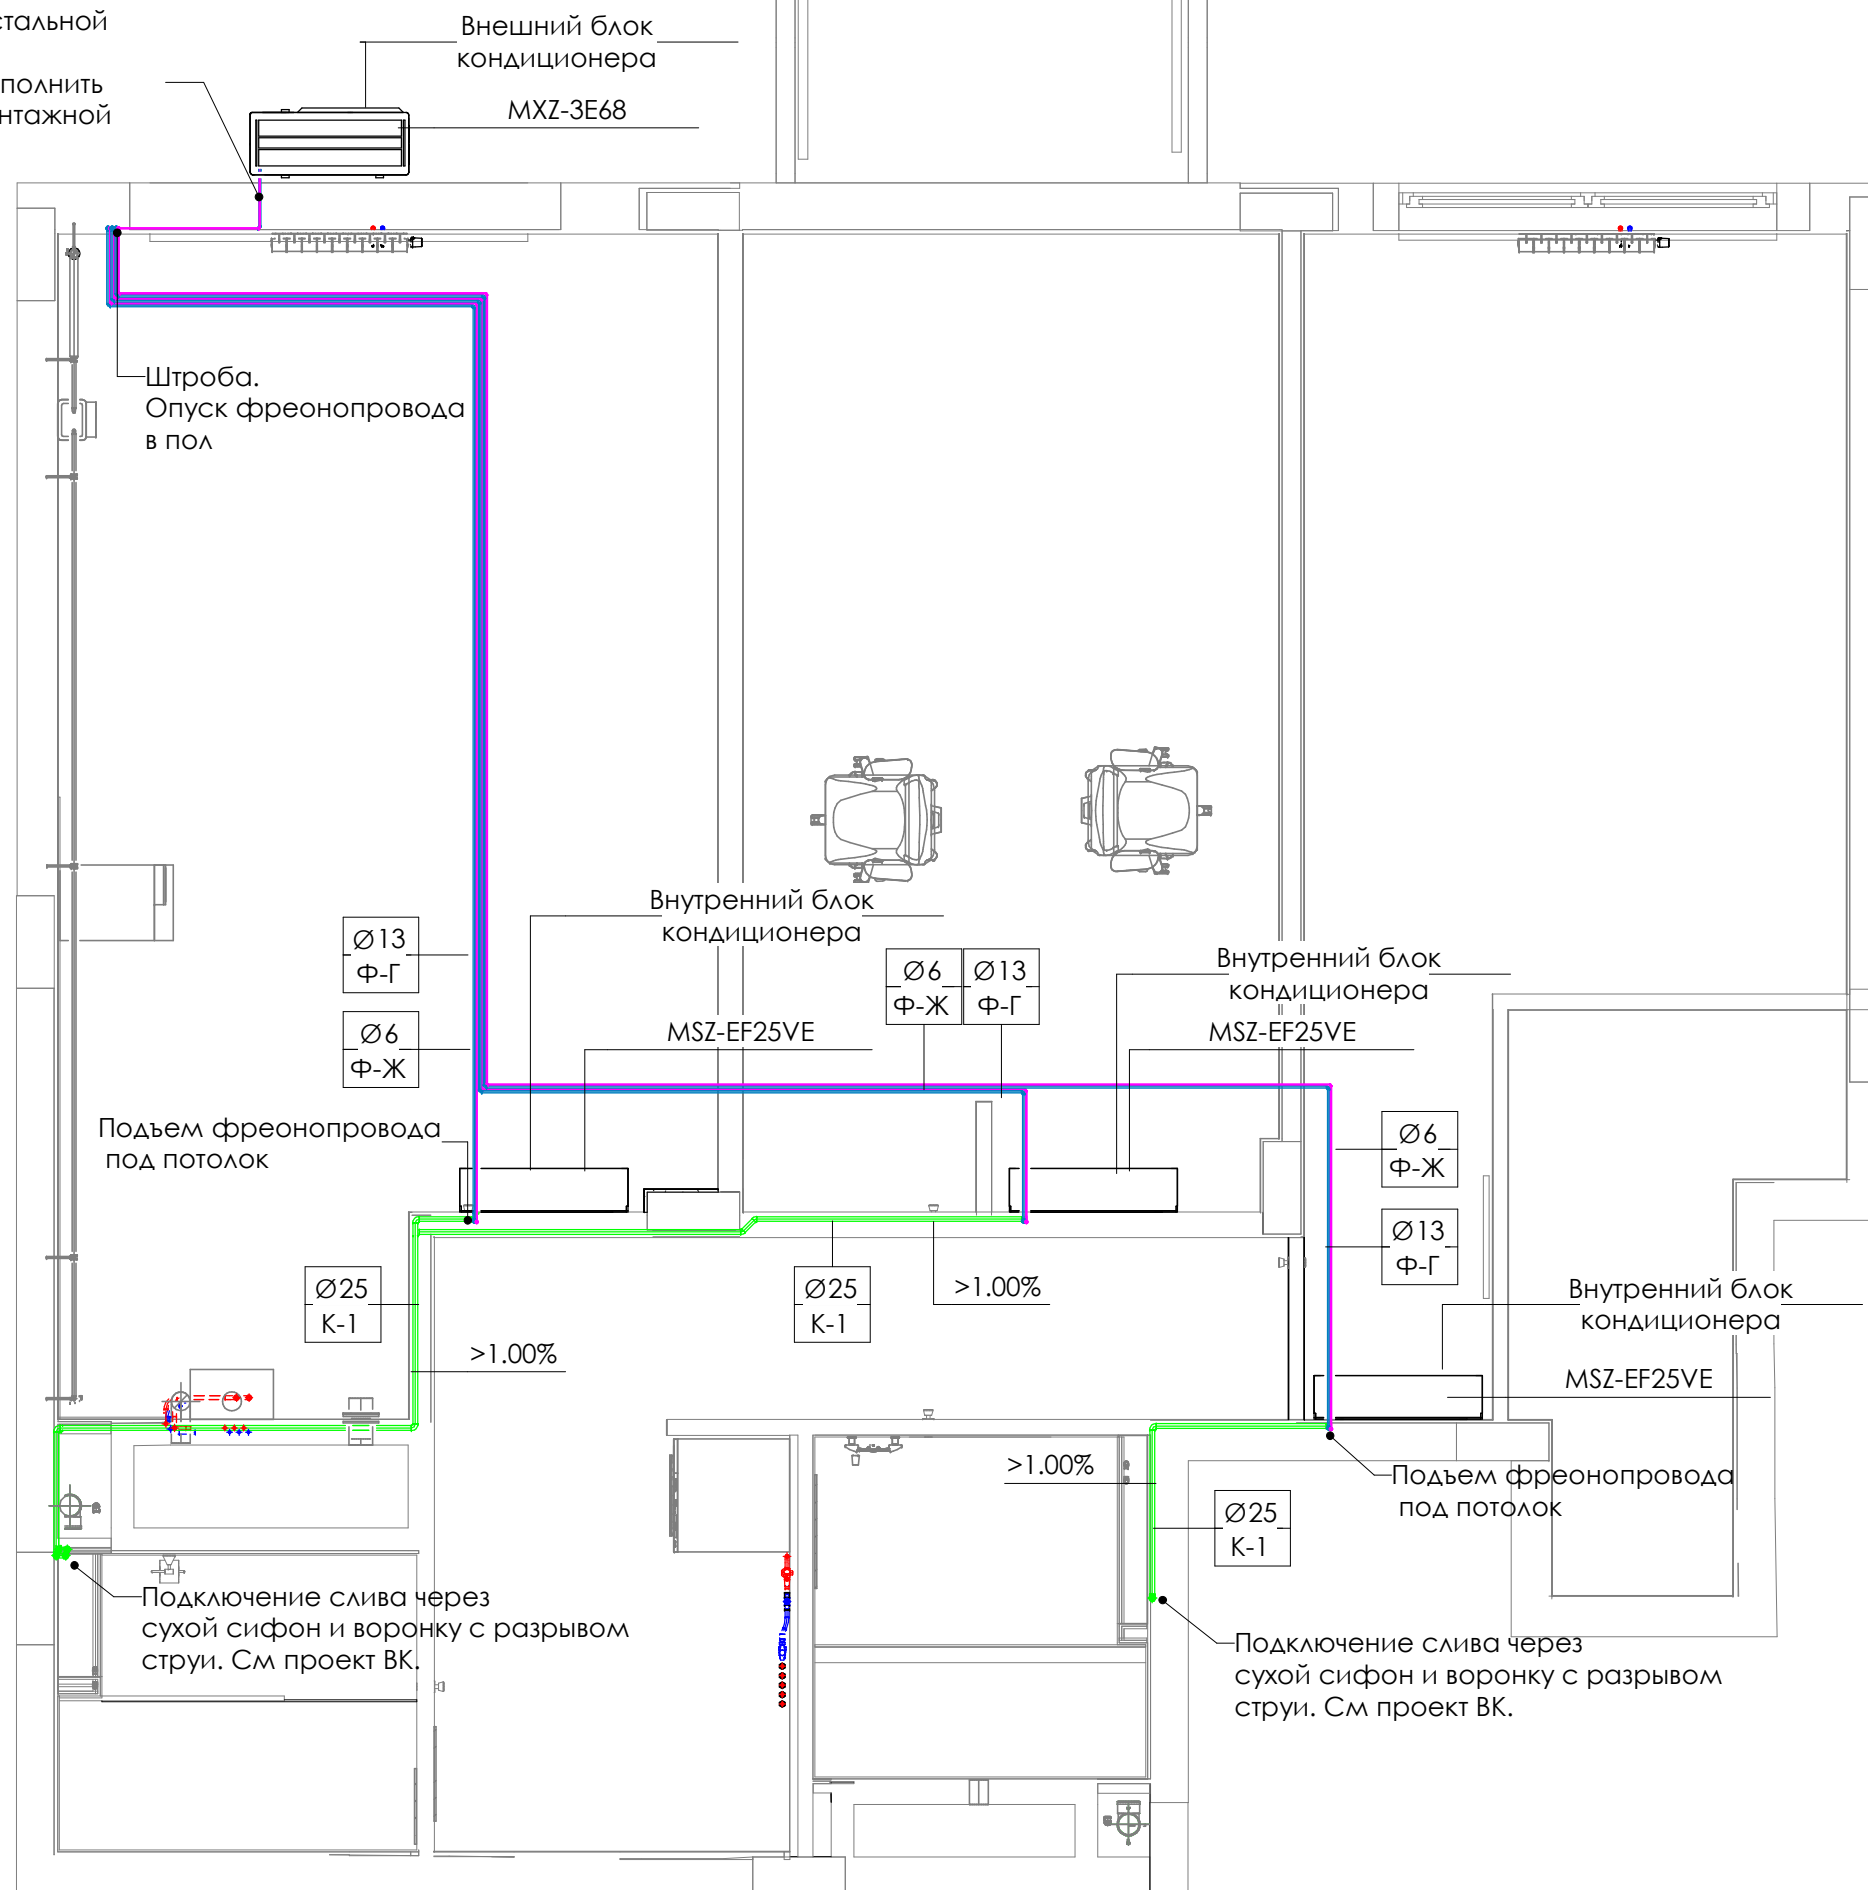 стальной
полнить
нтажной
Внешний блок
кондиционера
MXZ-3E68
Штроба.
Опуск фреонопровода
в пол
Внутренний блок
кондиционера
MSZ-EF25VE
Ø13
Ф-Г
Ø6
Ф-Ж
Ø6
Ф-Ж
Ø13
Ф-Г
Внутренний блок
кондиционера
MSZ-EF25VE
Подъем фреонопровода
под потолок
Ø6
Ф-Ж
Ø13
Ф-Г
Ø25
К-1
>1.00%
Ø25
К-1
>1.00%
Внутренний блок
кондиционера
MSZ-EF25VE
>1.00%
Ø25
К-1
Подъем фреонопровода
под потолок
Подключение слива через
сухой сифон и воронку с разрывом
струи. См проект ВК.
Подключение слива через
сухой сифон и воронку с разрывом
струи. См проект ВК.